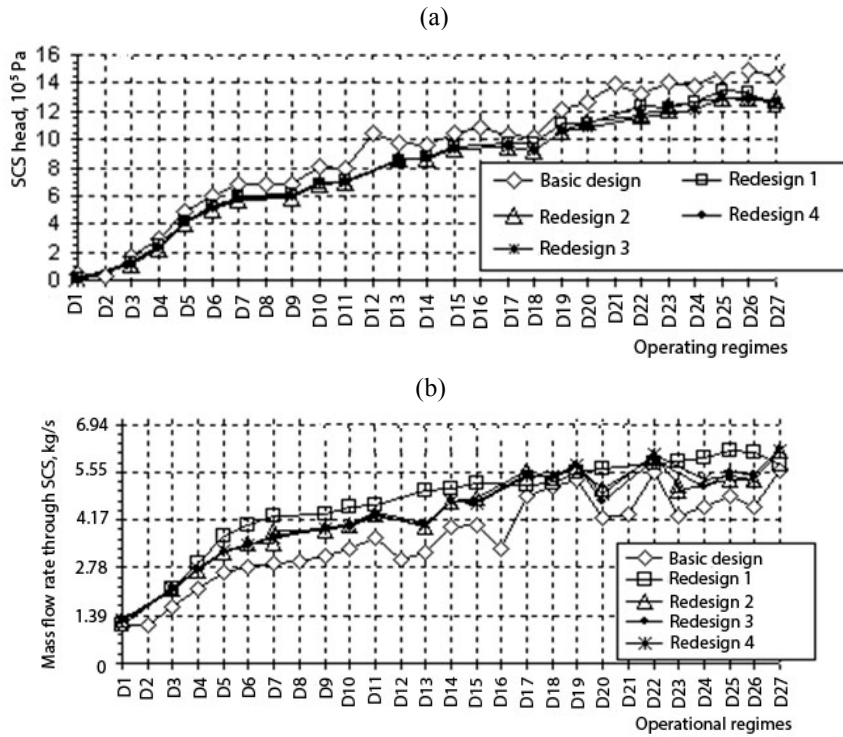 (a)
SCS head, 10⁵ Pa
16
14
12
10
8
6
4
2
0
D1 D2 D3 D4 D5 D6 D7 D8 D9 D10 D11 D12 D13 D14 D15 D16 D17 D18 D19 D20 D21 D22 D23 D24 D25 D26 D27
Operating regimes
Basic design
Redesign 1
Redesign 2
Redesign 4
Redesign 3
(b)
Mass flow rate through SCS, kg/s
6.94
5.55
4.17
2.78
1.39
0
D1 D2 D3 D4 D5 D6 D7 D8 D9 D10 D11 D12 D13 D14 D15 D16 D17 D18 D19 D20 D21 D22 D23 D24 D25 D26 D27
Operational regimes
Basic design
Redesign 1
Redesign 2
Redesign 3
Redesign 4